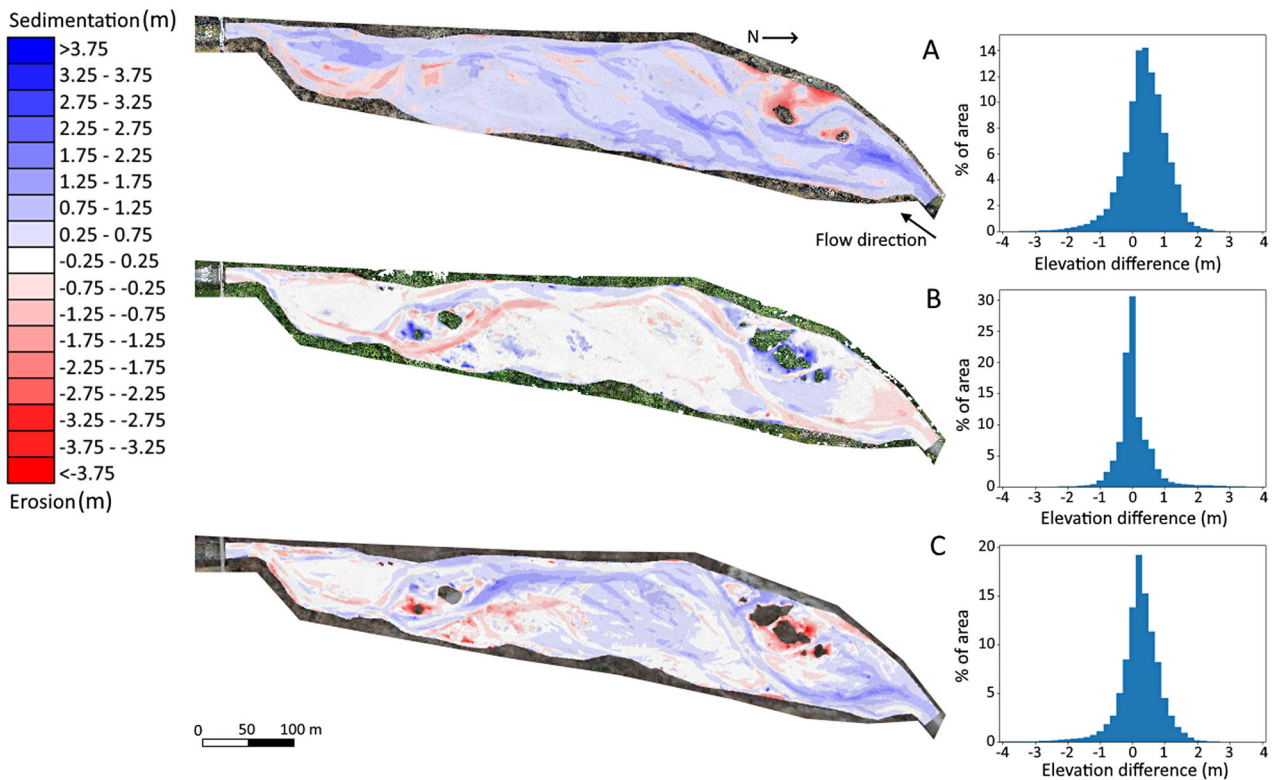 Sedimentation (m)
>3.75
3.25 - 3.75
2.75 - 3.25
2.25 - 2.75
1.75 - 2.25
1.25 - 1.75
0.75 - 1.25
0.25 - 0.75
-0.25 - 0.25
-0.75 - -0.25
-1.25 - -0.75
-1.75 - -1.25
-2.25 - -1.75
-2.75 - -2.25
-3.25 - -2.75
-3.75 - -3.25
<-3.75
Erosion (m)
N
Flow direction
0 50 100 m
A
% of area
14
12
10
8
6
4
2
0
-4 -3 -2 -1 0 1 2 3 4
Elevation difference (m)
B
% of area
30
25
20
15
10
5
0
-4 -3 -2 -1 0 1 2 3 4
Elevation difference (m)
C
% of area
20
15
10
5
0
-4 -3 -2 -1 0 1 2 3 4
Elevation difference (m)